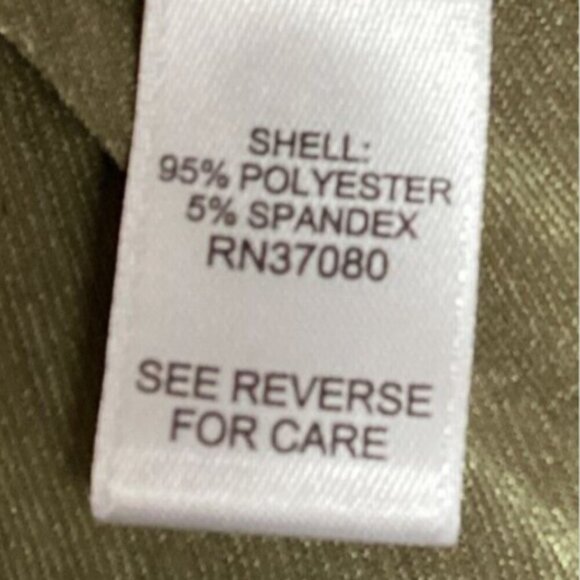 SHELL:
95% POLYESTER
5% SPANDEX
RN37080
SEE REVERSE
FOR CARE